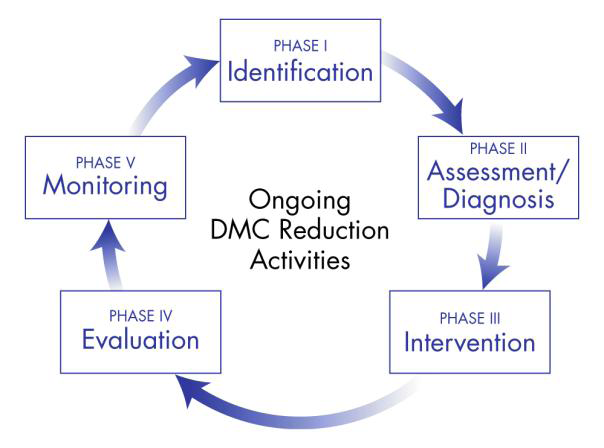 PHASE I
Identification
PHASE II
Assessment/
Diagnosis
PHASE III
Intervention
PHASE IV
Evaluation
PHASE V
Monitoring
Ongoing
DMC Reduction
Activities